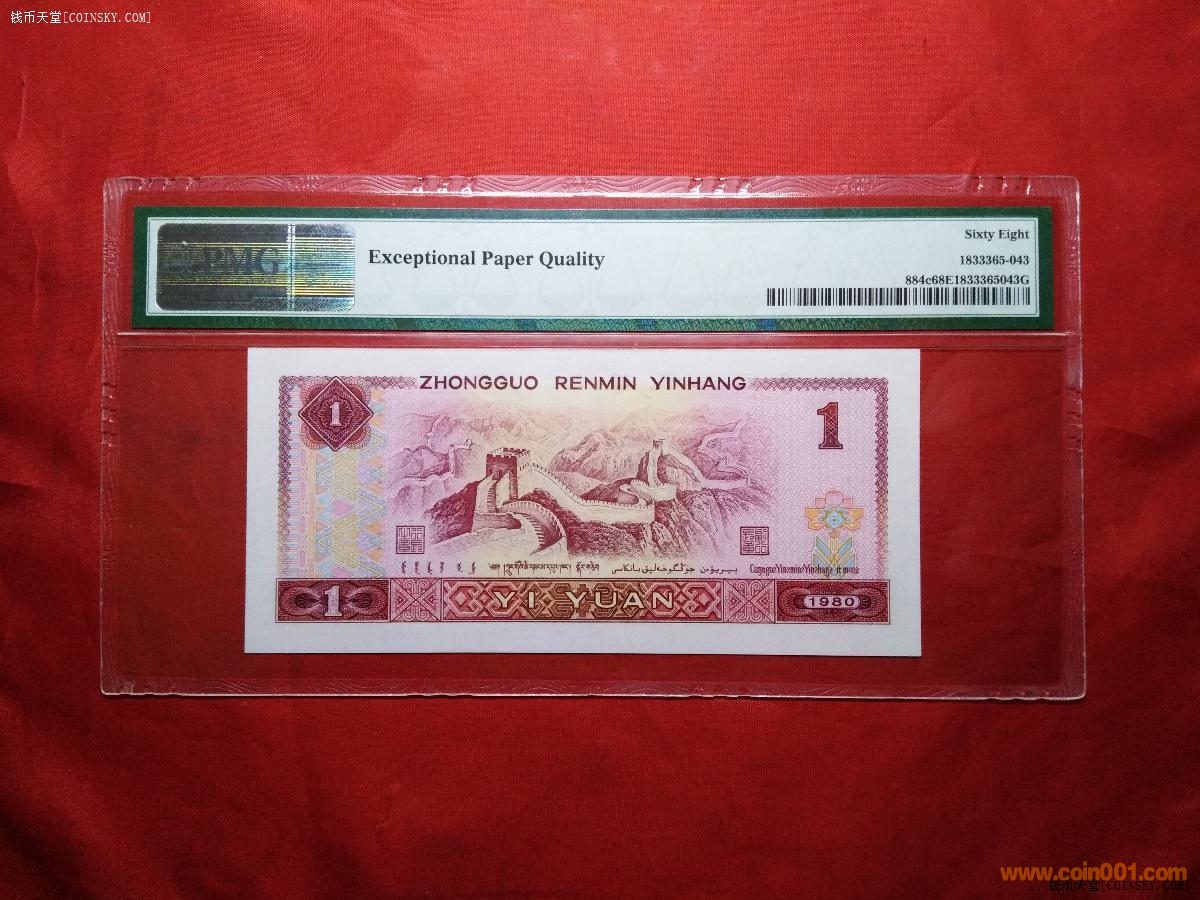 钱币天堂[COINSKY.COM]
PMG
Exceptional Paper Quality
Sixty Eight
1833365-043
884c68E1833365043G
ZHONGGUO RENMIN YINHANG
1
1
1
YI YUAN
1980
www.coin001.com
钱币天堂[COINSKY.COM]